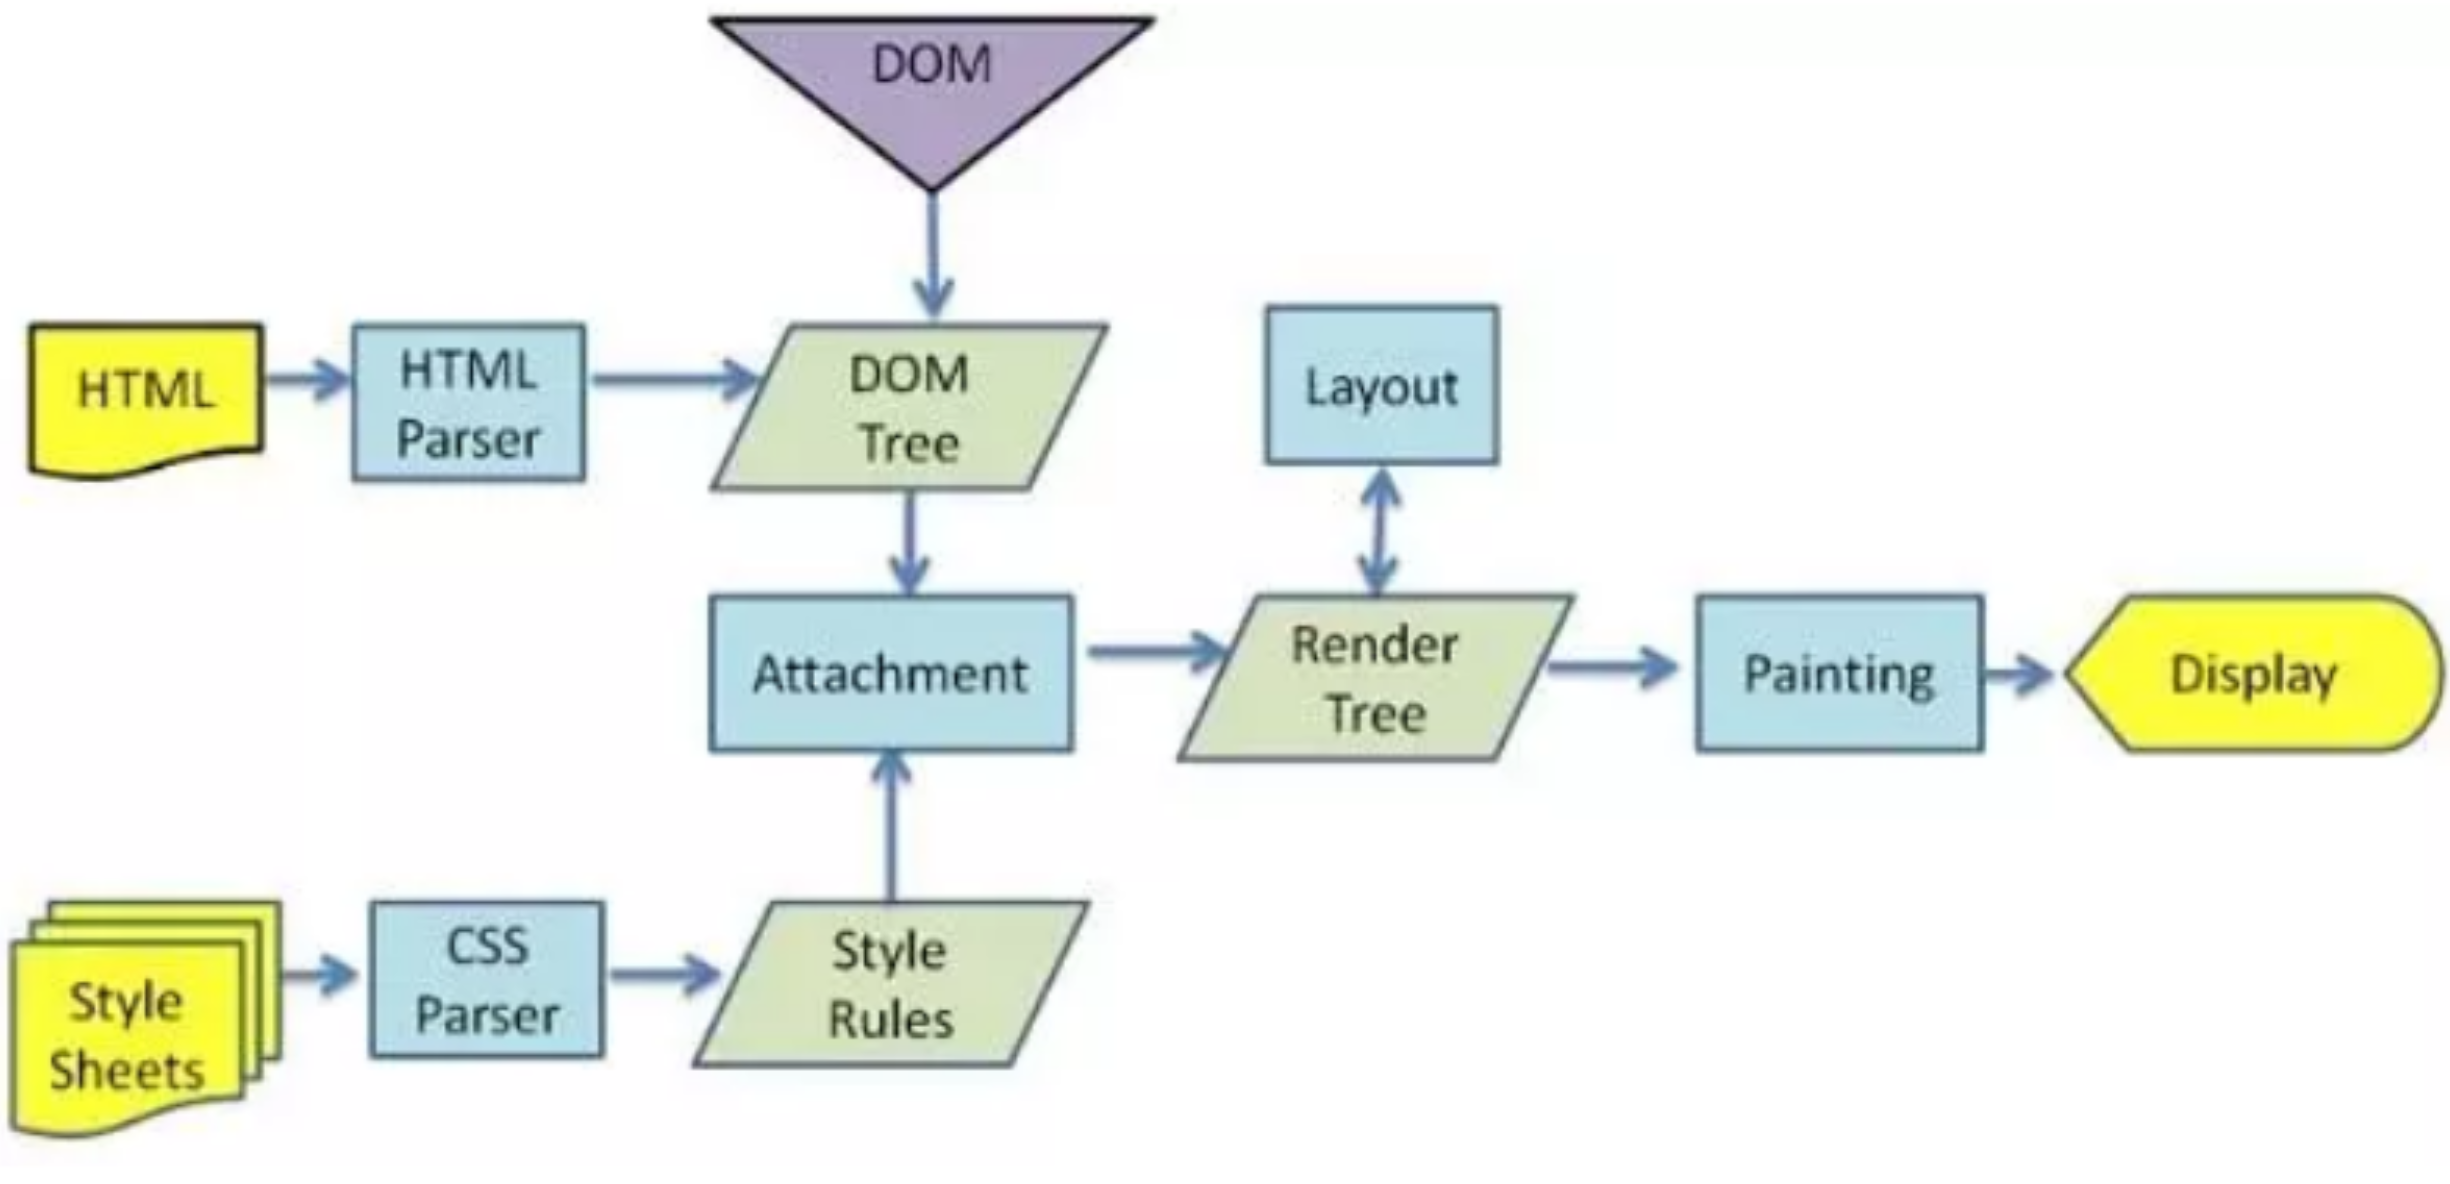 DOM
HTML
HTML
Parser
DOM
Tree
Layout
Attachment
Render
Tree
Painting
Display
Style
Sheets
CSS
Parser
Style
Rules